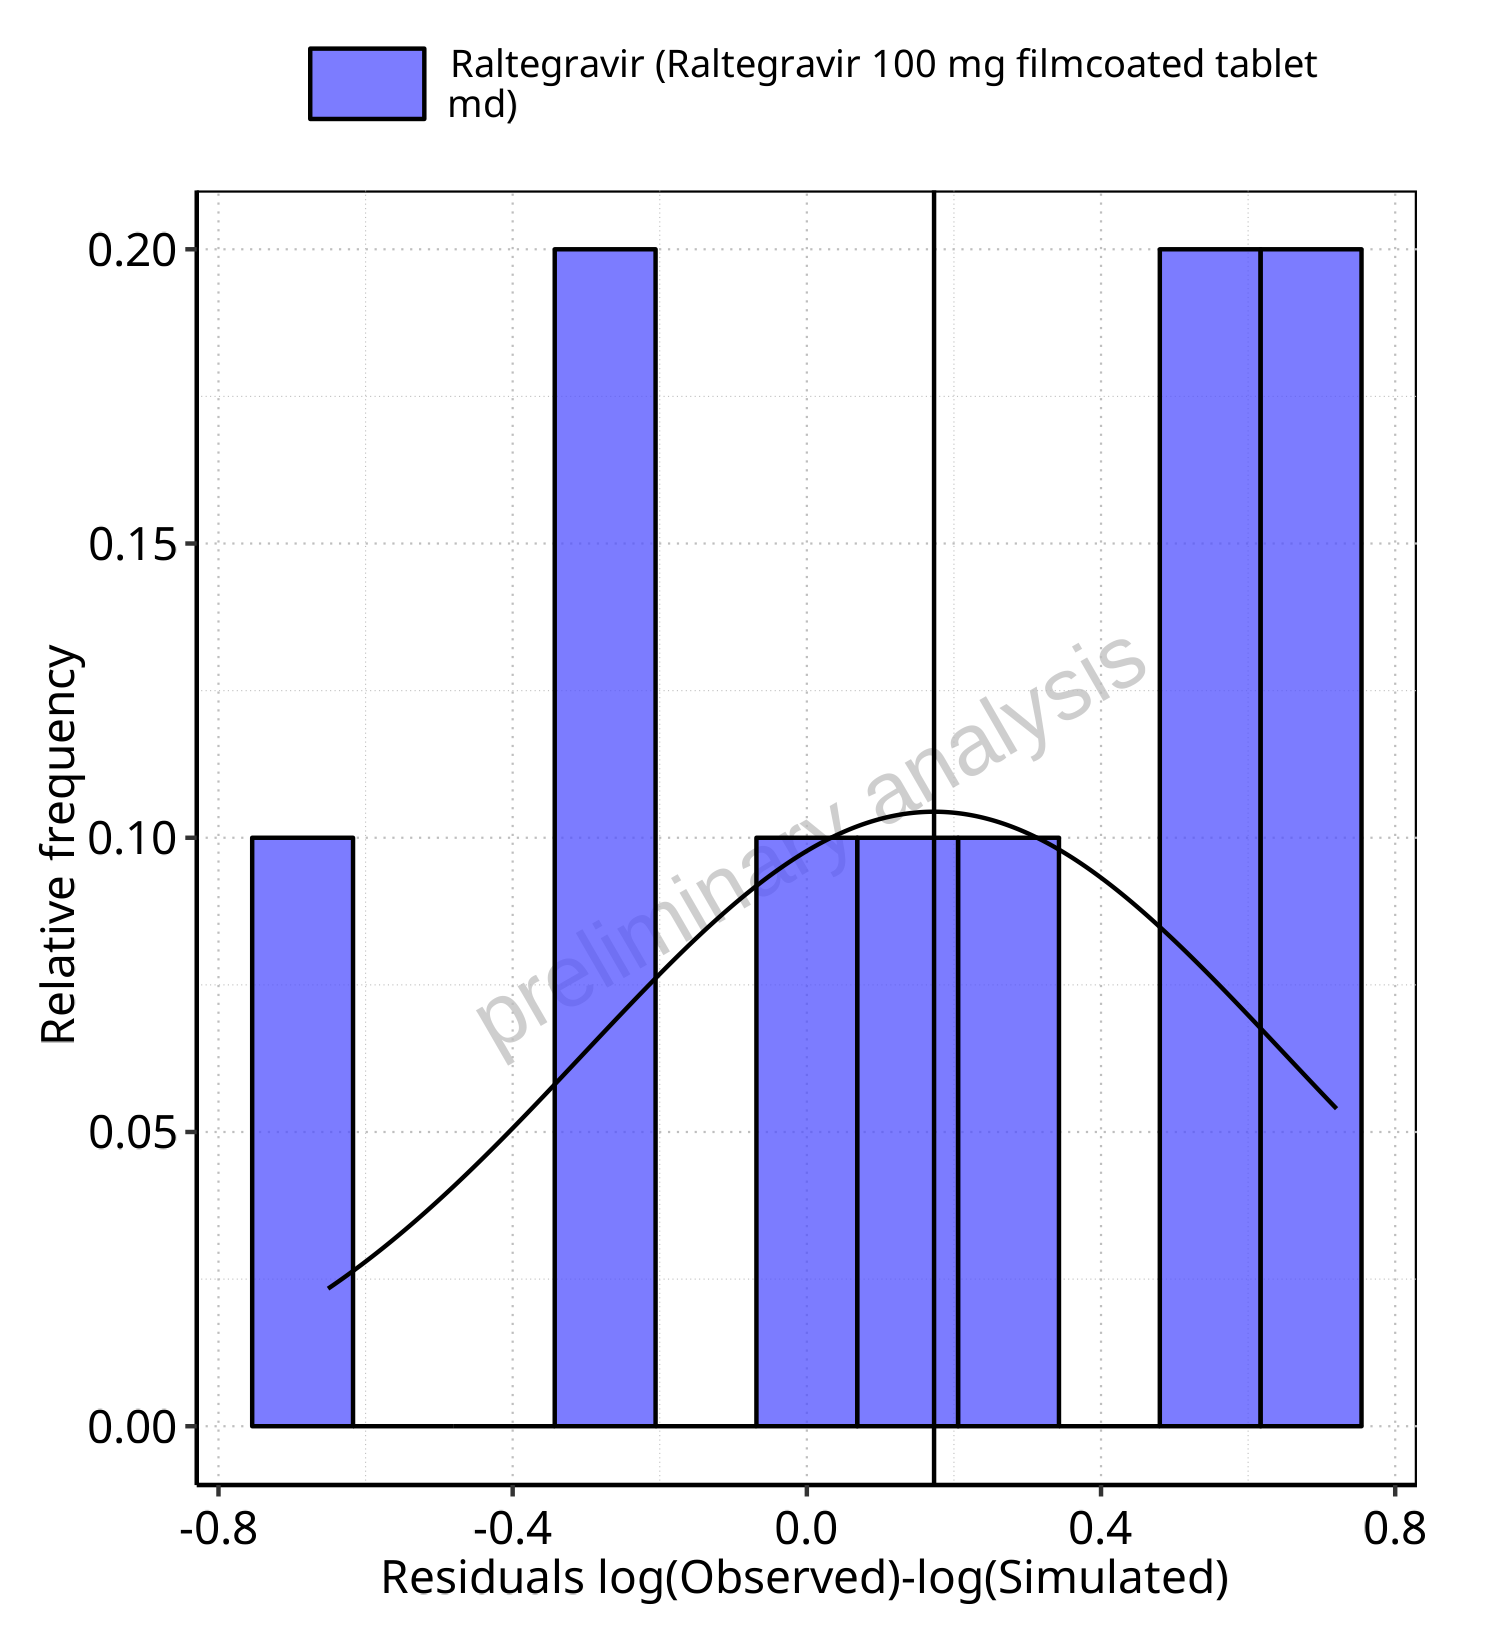 Raltegravir (Raltegravir 100 mg filmcoated tablet
md)
0.20
0.15
0.10
0.05
0.00
Relative frequency
preliminary analysis
-0.8 -0.4 0.0 0.4 0.8
Residuals log(Observed)-log(Simulated)